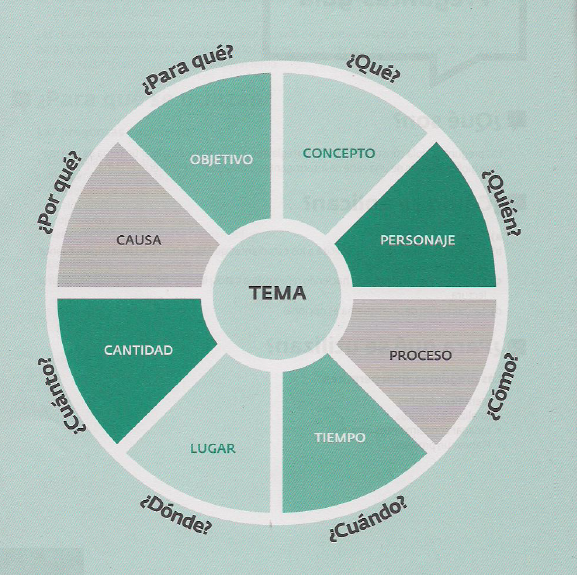 ¿Para qué?
¿Qué?
OBJETIVO
CONCEPTO
¿Por qué?
¿Quién?
CAUSA
PERSONAJE
TEMA
CANTIDAD
PROCESO
¿Cuánto?
¿Cómo?
LUGAR
TIEMPO
¿Dónde?
¿Cuándo?